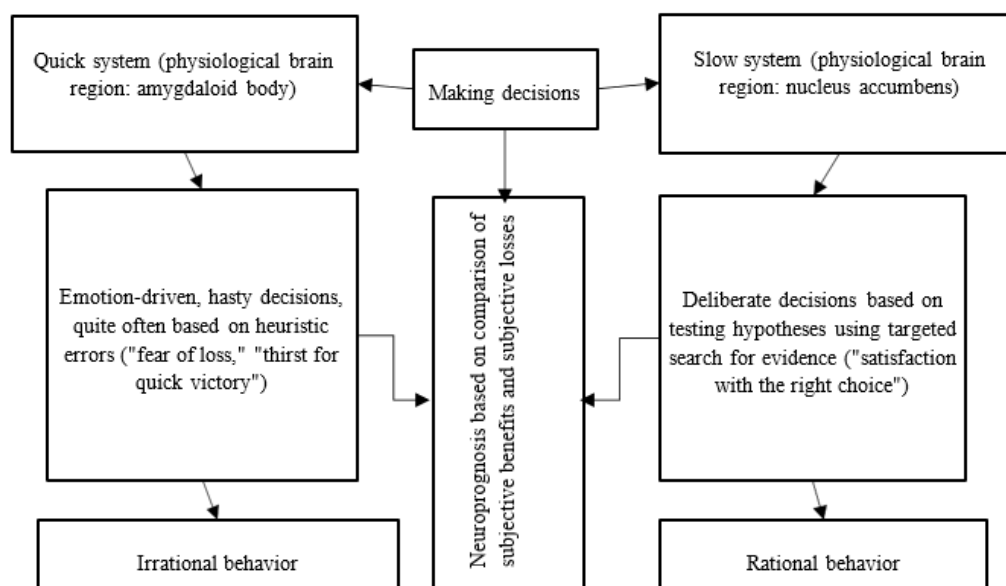 Quick system (physiological brain
region: amygdaloid body)
Making decisions
Slow system (physiological brain
region: nucleus accumbens)
Emotion-driven, hasty decisions,
quite often based on heuristic
errors ("fear of loss," "thirst for
quick victory")
Neuroprognosis based on comparison of
subjective benefits and subjective losses
Deliberate decisions based on
testing hypotheses using targeted
search for evidence ("satisfaction
with the right choice")
Irrational behavior
Rational behavior